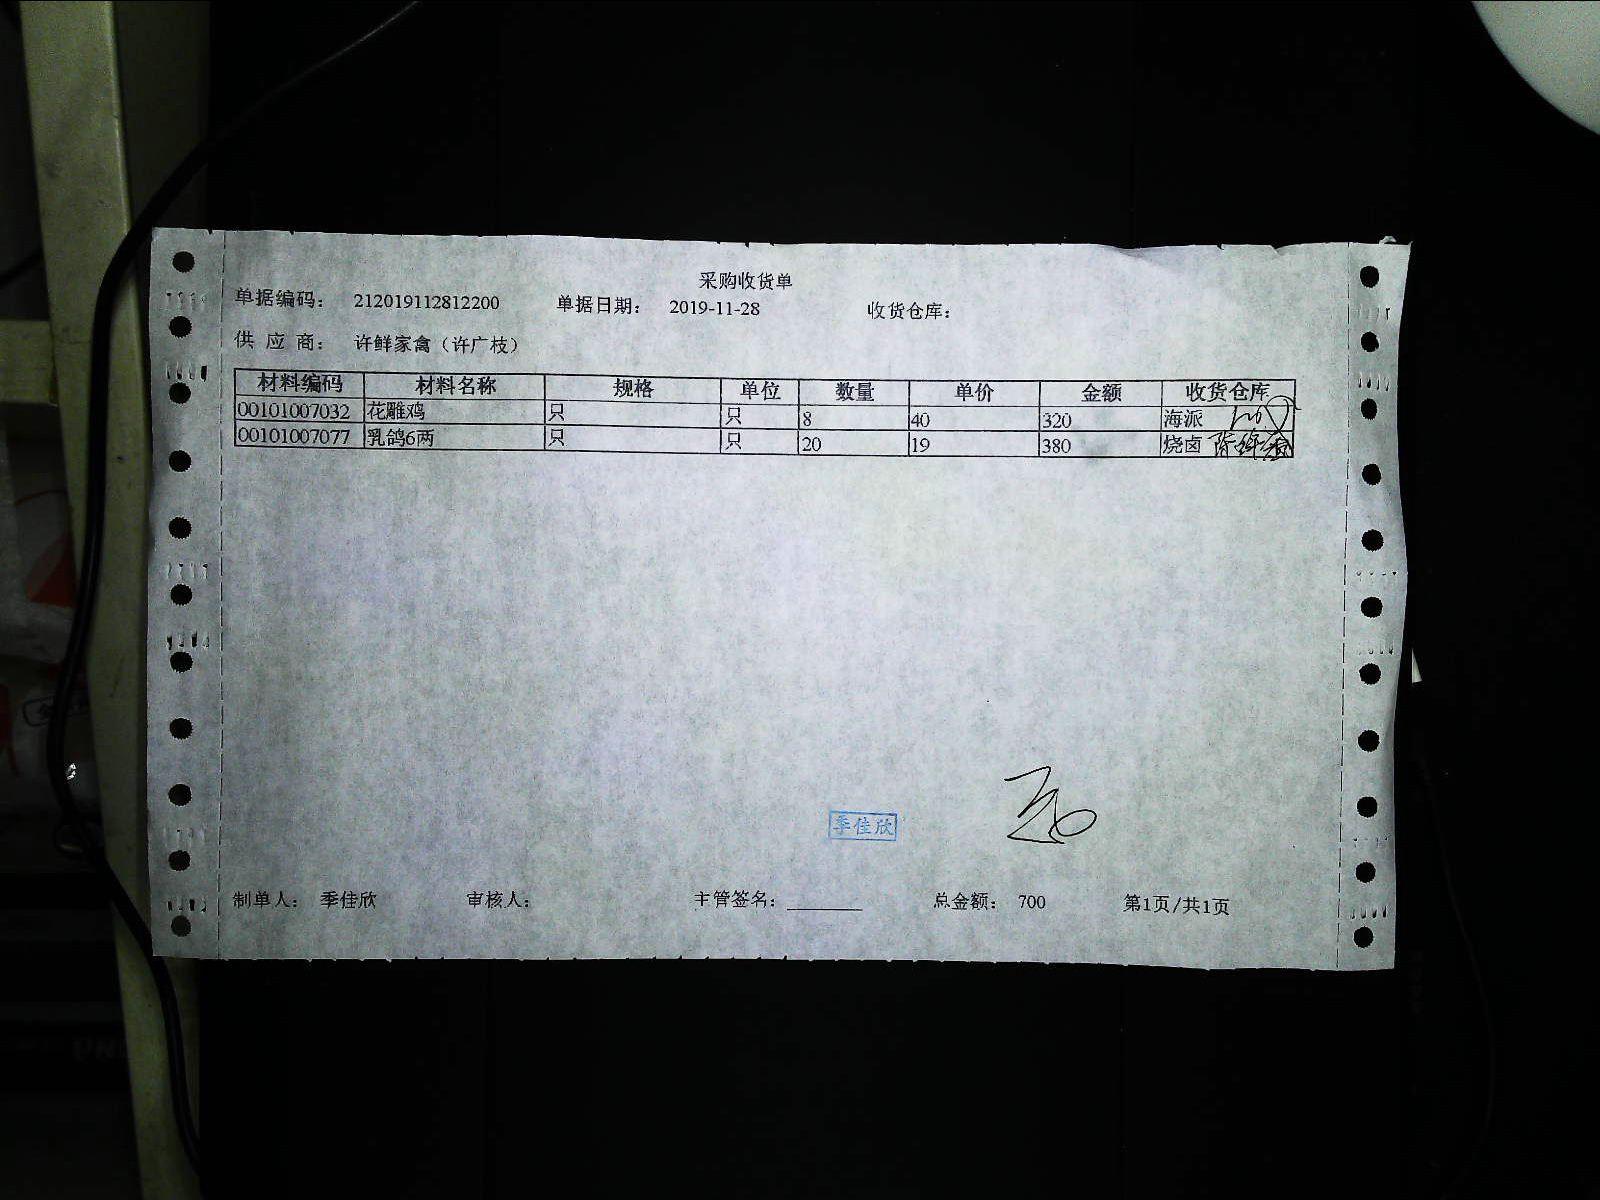 采购收货单
单据编码： 212019112812200 单据日期： 2019-11-28 收货仓库：
供 应 商： 许鲜家禽（许广枝）
材料编码 材料名称 规格 单位 数量 单价 金额 收货仓库
00101007032 花雕鸡 只 只 8 40 320 海派
00101007077 乳鸽6两 只 只 20 19 380 烧卤
季佳欣
制单人： 季佳欣 审核人： 主管签名： 总金额： 700 第1页/共1页